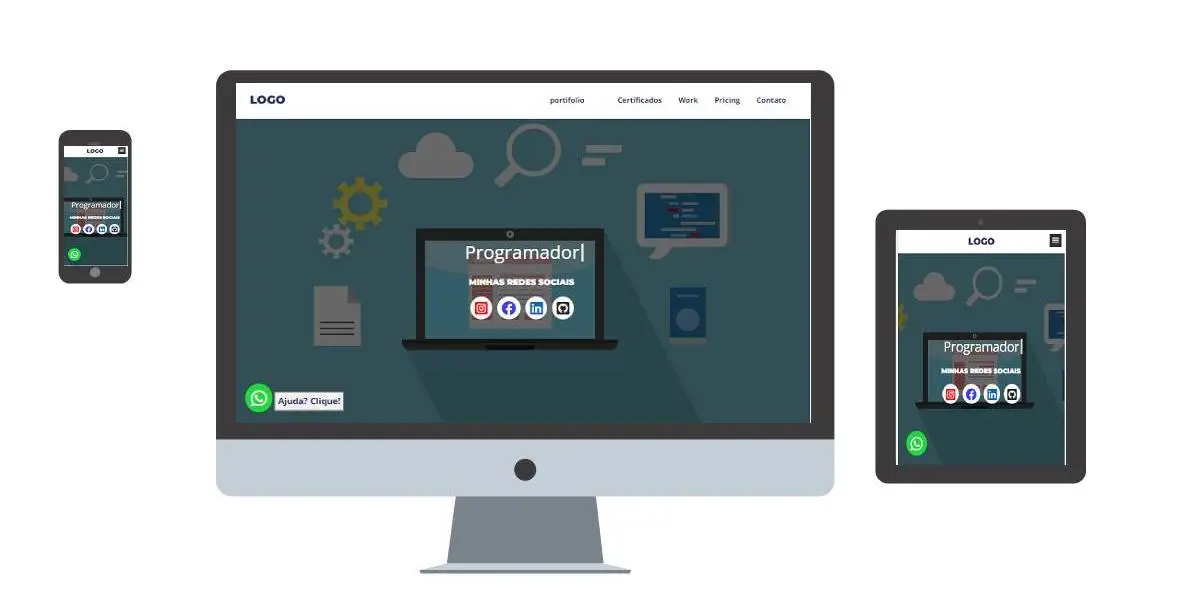 LOGO
Programador|
MINHAS REDES SOCIAIS
LOGO portifolio Certificados Work Pricing Contato
Programador|
MINHAS REDES SOCIAIS
Ajuda? Clique!
LOGO
Programador|
MINHAS REDES SOCIAIS